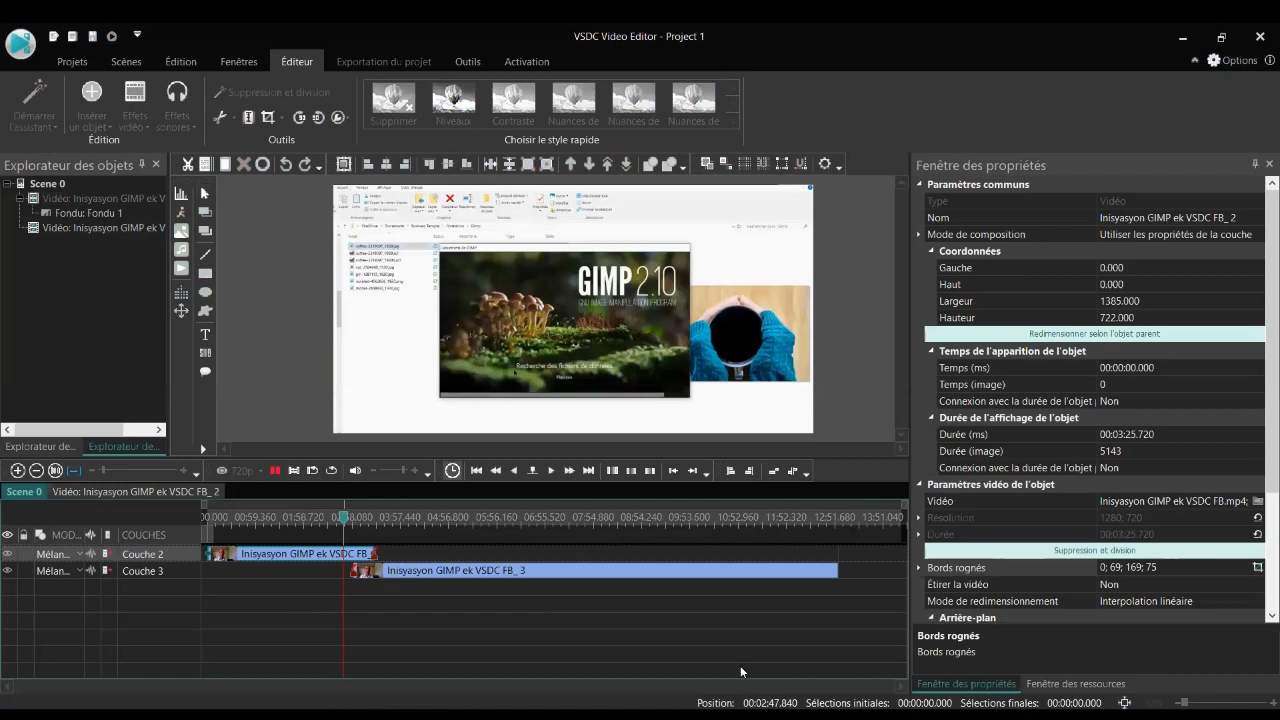 VSDC Video Editor - Project 1
Projets Scènes Édition Fenêtres Éditeur Exportation du projet Outils Activation
Options
Démarrer l'assistant
Insérer un objet
Effets vidéo
Effets sonores
Suppression et division
Supprimer Niveaux Contraste Nuances de Nuances de Nuances de
Édition Outils Choisir le style rapide
Explorateur des objets
Scene 0
Vidéo: Inisyasyon GIMP ek V
Fondu: Fondu 1
Vidéo: Inisyasyon GIMP ek V
Explorateur de... Explorateur de...
GIMP 2.10
GNU IMAGE MANIPULATION PROGRAM
Recherche des fichiers de données
Fenêtre des propriétés
Paramètres communs
Type Vidéo
Nom Inisyasyon GIMP ek VSDC FB_2
Mode de composition Utiliser les propriétés de la couche
Coordonnées
Gauche 0.000
Haut 0.000
Largeur 1385.000
Hauteur 722.000
Redimensionner selon l'objet parent
Temps de l'apparition de l'objet
Temps (ms) 00:00:00.000
Temps (image) 0
Connexion avec la durée de l'objet Non
Durée de l'affichage de l'objet
Durée (ms) 00:03:25.720
Durée (image) 5143
Connexion avec la durée de l'objet Non
Paramètres vidéo de l'objet
Vidéo Inisyasyon GIMP ek VSDC FB.mp4;
Résolution 1280; 720
Durée 00:03:25.720
Suppression et division
Bords rognés 0; 69; 169; 75
Étirer la vidéo Non
Mode de redimensionnement Interpolation linéaire
Arrière-plan
Bords rognés
Bords rognés
Fenêtre des propriétés Fenêtre des ressources
720p
Scene 0 Vidéo: Inisyasyon GIMP ek VSDC FB_ 2
0.000 00:59.360 01:58.720 03:57.440 04:56.800 05:56.160 06:55.520 07:54.880 08:54.240 09:53.600 10:52.960 11:52.320 12:51.680 13:51.040
MOD... COUCHES
Mélan... Couche 2 Inisyasyon GIMP ek VSDC FB_
Mélan... Couche 3 Inisyasyon GIMP ek VSDC FB_ 3
Position: 00:02:47.840 Sélections initiales: 00:00:00.000 Sélections finales: 00:00:00.000